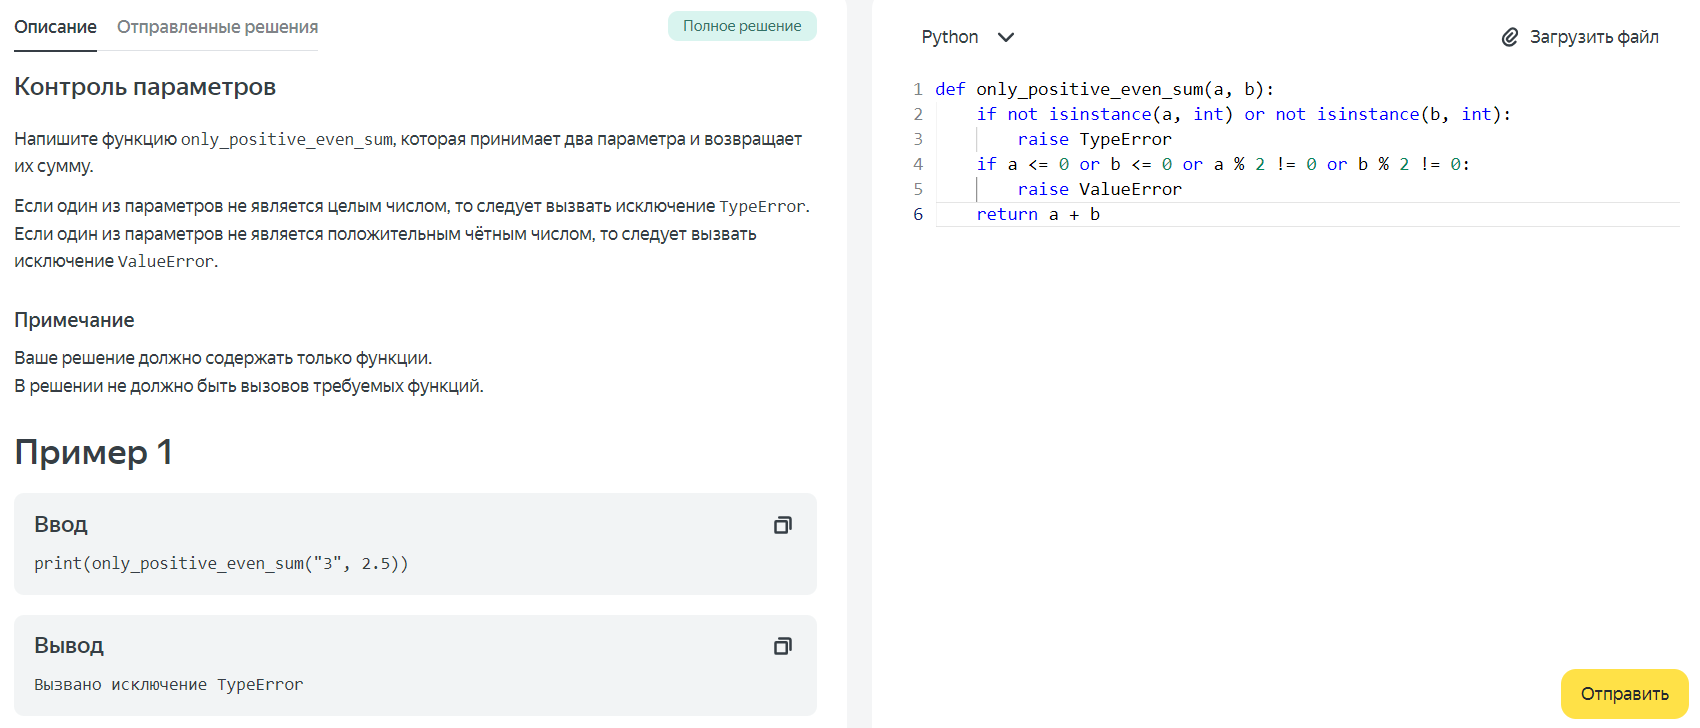 Описание Отправленные решения Полное решение
Контроль параметров
Напишите функцию only_positive_even_sum, которая принимает два параметра и возвращает
их сумму.
Если один из параметров не является целым числом, то следует вызвать исключение TypeError.
Если один из параметров не является положительным чётным числом, то следует вызвать
исключение ValueError.
Примечание
Ваше решение должно содержать только функции.
В решении не должно быть вызовов требуемых функций.
Пример 1
Ввод
print(only_positive_even_sum("3", 2.5))
Вывод
Вызвано исключение TypeError
Python Загрузить файл
1 def only_positive_even_sum(a, b):
2 if not isinstance(a, int) or not isinstance(b, int):
3 raise TypeError
4 if a <= 0 or b <= 0 or a % 2 != 0 or b % 2 != 0:
5 raise ValueError
6 return a + b
Отправить